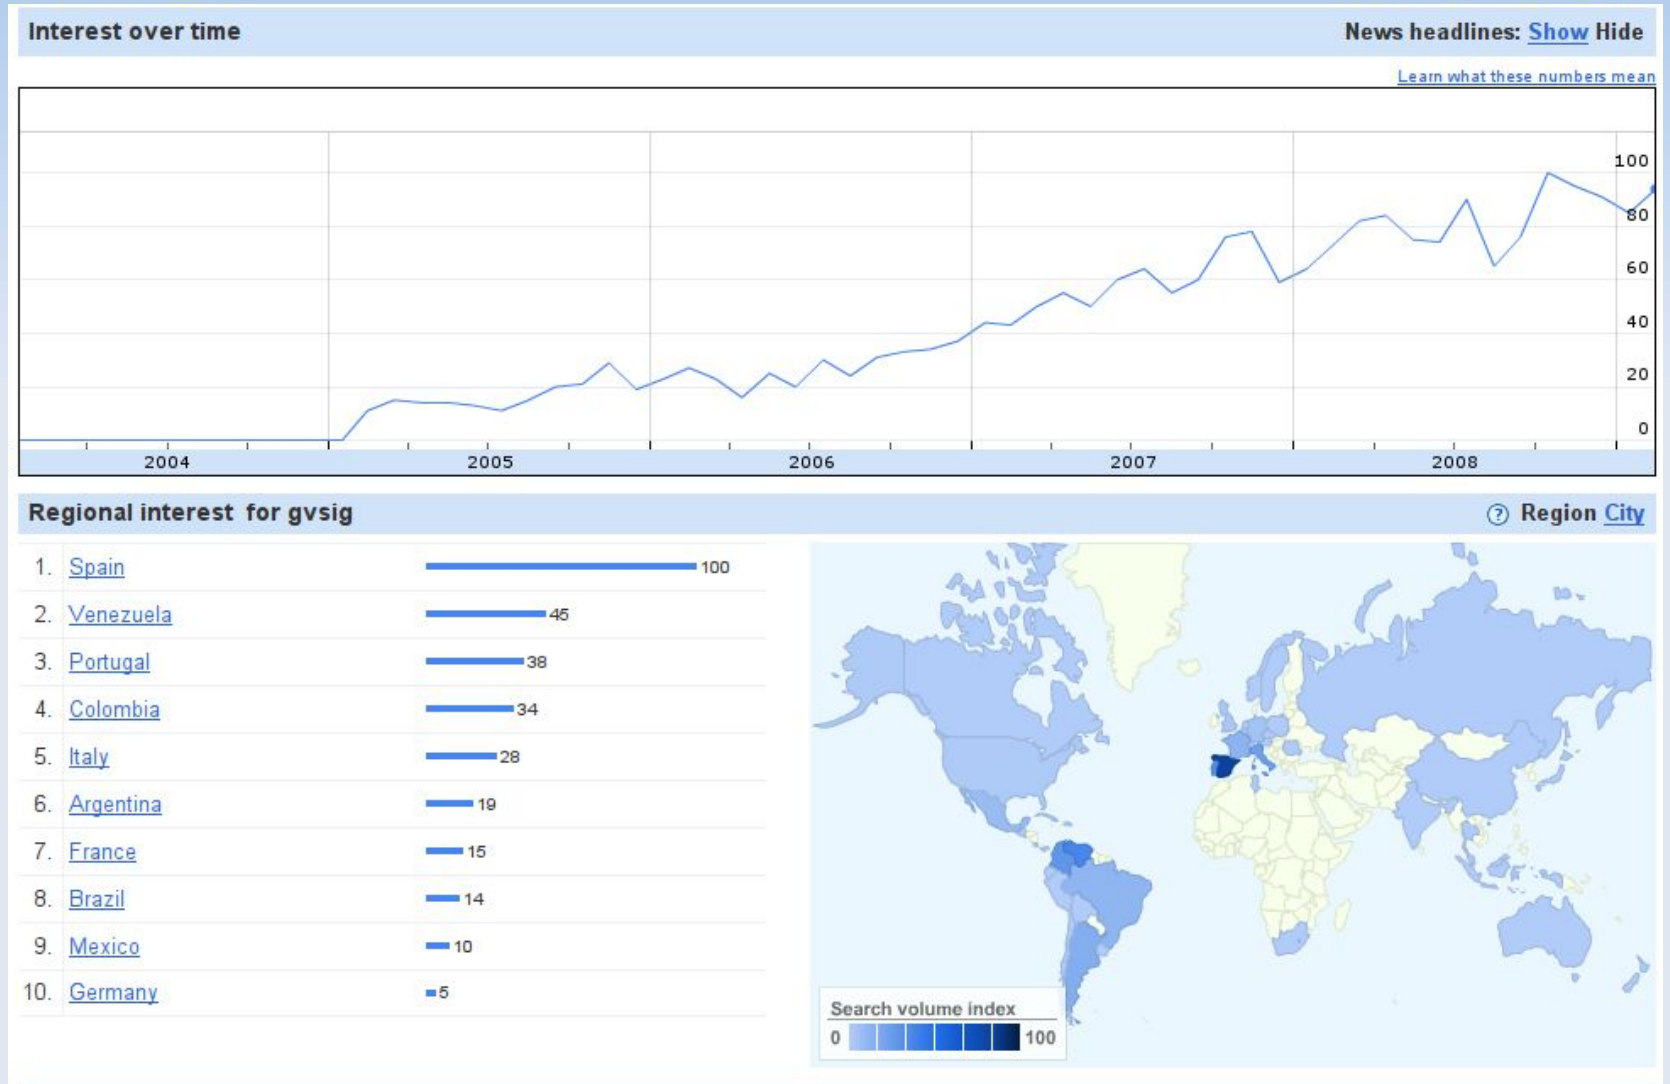 Interest over time News headlines: Show Hide
Learn what these numbers mean
100
80
60
40
20
0
2004 2005 2006 2007 2008
Regional interest for gvsig ? Region City
1. Spain 100
2. Venezuela 45
3. Portugal 38
4. Colombia 34
5. Italy 28
6. Argentina 19
7. France 15
8. Brazil 14
9. Mexico 10
10. Germany 5
Search volume index
0 100